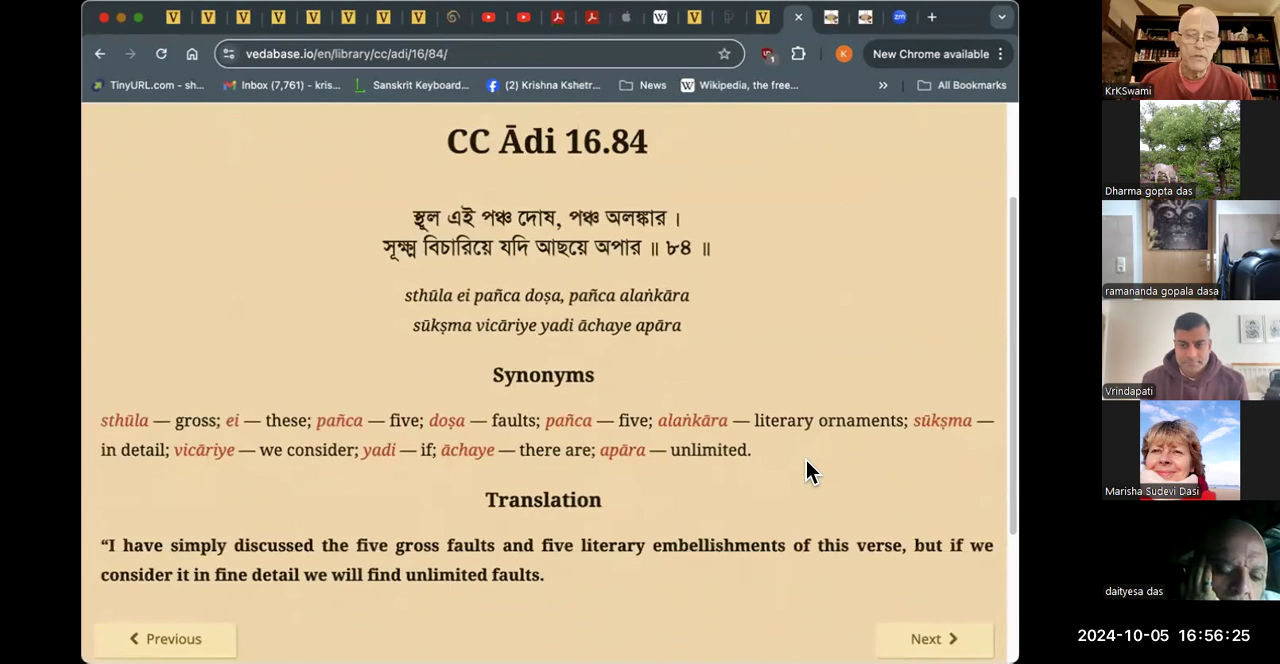 vedabase.io/en/library/cc/adi/16/84/
New Chrome available
TinyURL.com - sh...
Inbox (7,761) - kris...
Sanskrit Keyboard...
(2) Krishna Kshetr...
News
Wikipedia, the free...
All Bookmarks
CC Ādi 16.84
স্থূল এই পঞ্চ দোষ, পঞ্চ অলঙ্কার ।
সূক্ষ্ম বিচারিয়ে যদি আছয়ে অপার ॥ ৮৪ ॥
sthūla ei pañca doṣa, pañca alaṅkāra
sūkṣma vicāriye yadi āchaye apāra
Synonyms
sthūla — gross; ei — these; pañca — five; doṣa — faults; pañca — five; alaṅkāra — literary ornaments; sūkṣma —
in detail; vicāriye — we consider; yadi — if; āchaye — there are; apāra — unlimited.
Translation
“I have simply discussed the five gross faults and five literary embellishments of this verse, but if we
consider it in fine detail we will find unlimited faults.
Previous
Next
KrKSwami
Dharma gopta das
ramananda gopala dasa
Vrindapati
Marisha Sudevi Dasi
daityesa das
2024-10-05 16:56:25